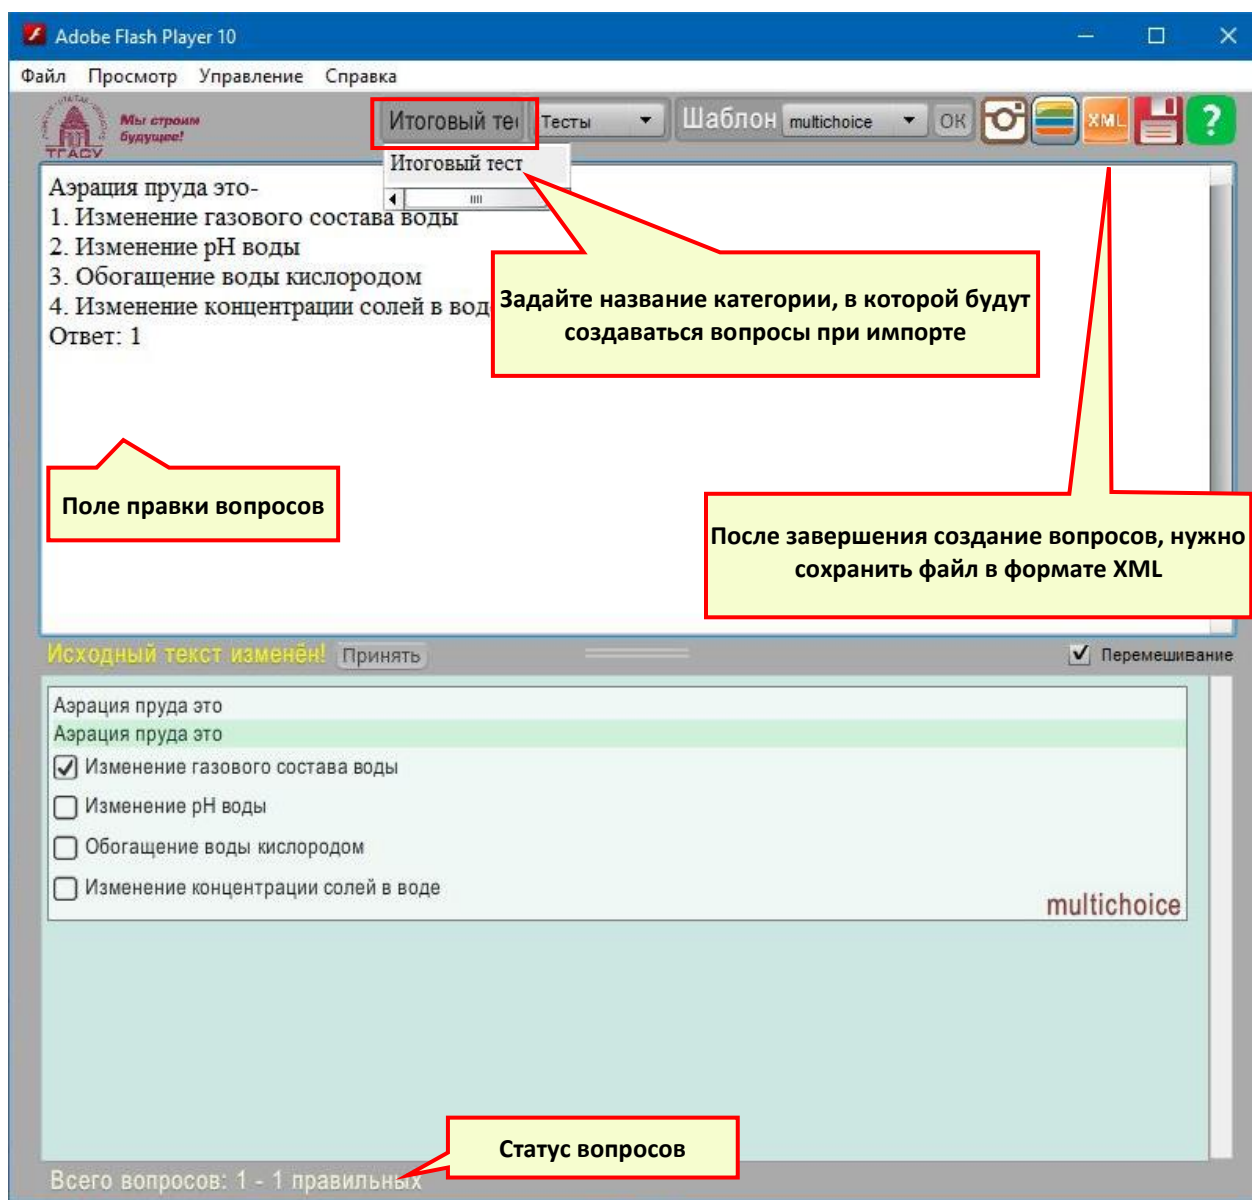 Adobe Flash Player 10
Файл Просмотр Управление Справка
Мы строим
будущее!
ТГАСУ
Итоговый те
Тесты
Шаблон multichoice OK
XML
?
Итоговый тест
Аэрация пруда это-
1. Изменение газового состава воды
2. Изменение pH воды
3. Обогащение воды кислородом
4. Изменение концентрации солей в вод
Ответ: 1
Задайте название категории, в которой будут
создаваться вопросы при импорте
Поле правки вопросов
После завершения создание вопросов, нужно
сохранить файл в формате XML
Исходный текст изменён! Принять
Перемешивание
Аэрация пруда это
Аэрация пруда это
Изменение газового состава воды
Изменение pH воды
Обогащение воды кислородом
Изменение концентрации солей в воде
multichoice
Статус вопросов
Всего вопросов: 1 - 1 правильных